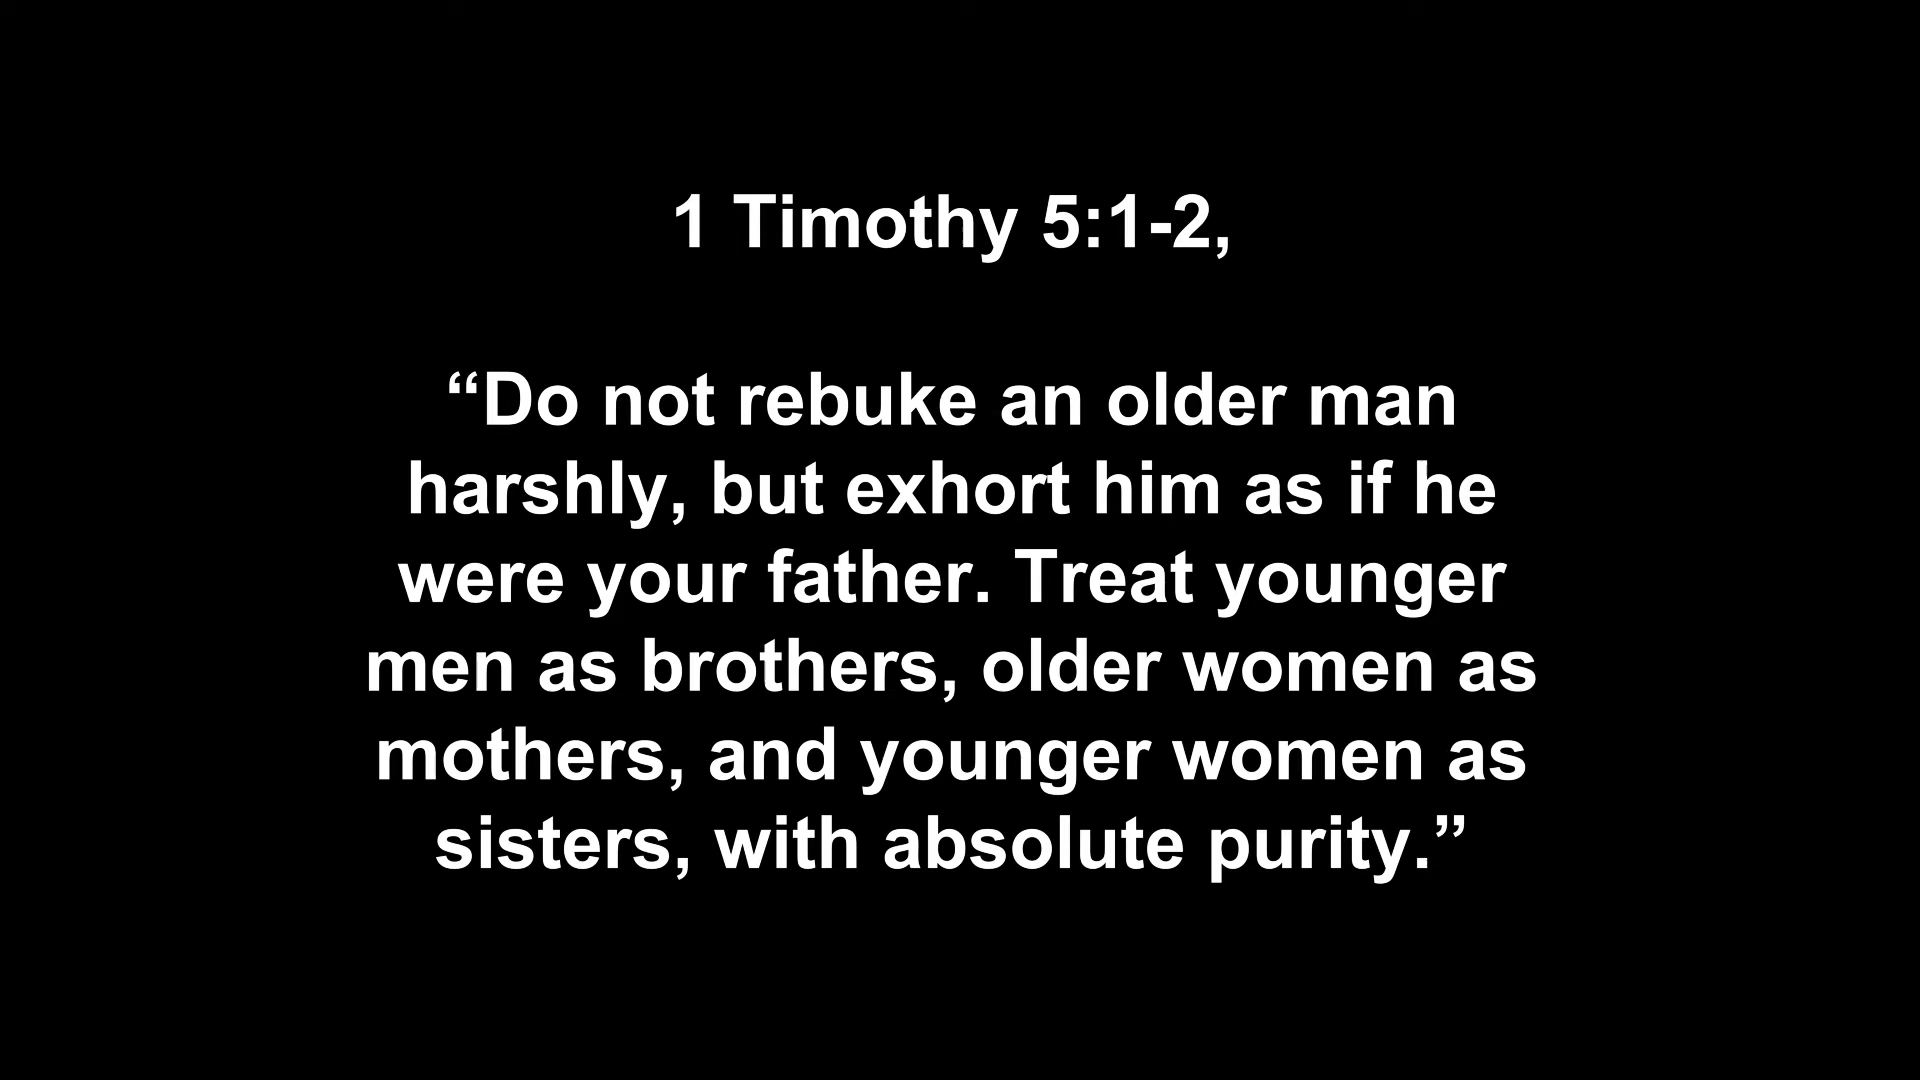 1 Timothy 5:1-2,
“Do not rebuke an older man
harshly, but exhort him as if he
were your father. Treat younger
men as brothers, older women as
mothers, and younger women as
sisters, with absolute purity.”